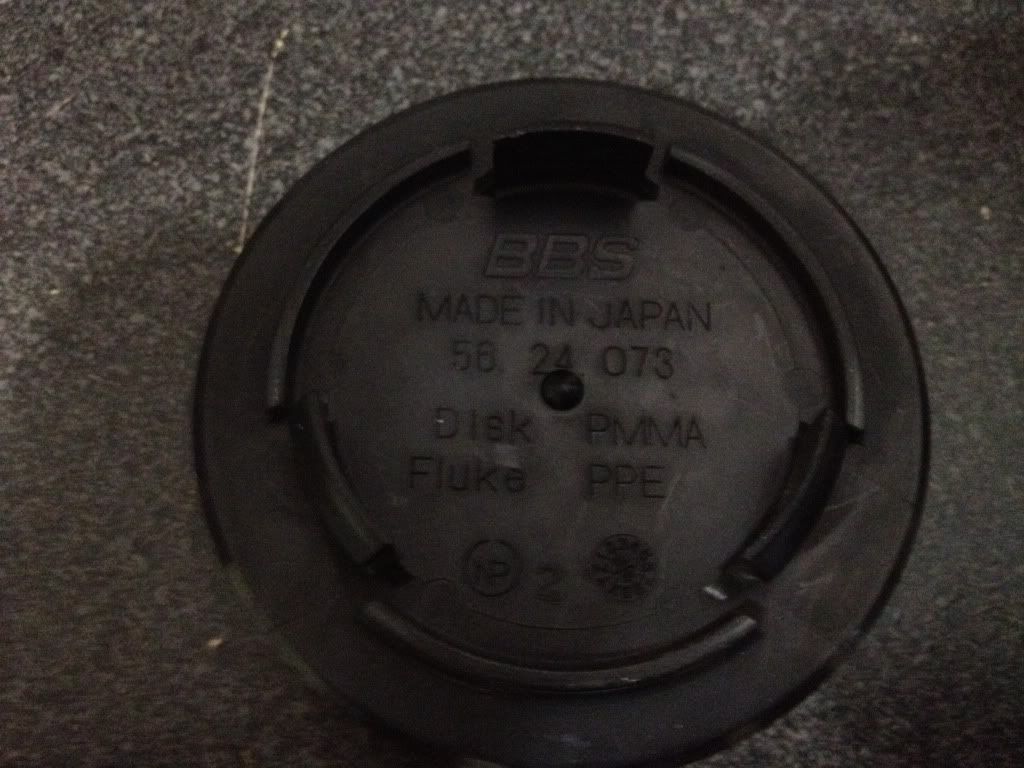 BBS
MADE IN JAPAN
56 24 073
Disk PMMA
Fluke PPE
2